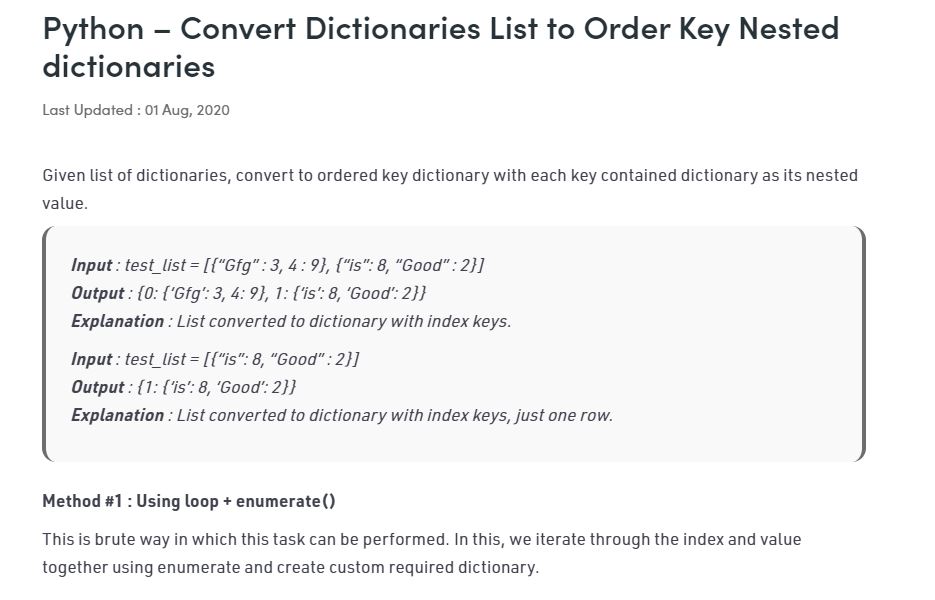 Python – Convert Dictionaries List to Order Key Nested
dictionaries
Last Updated : 01 Aug, 2020
Given list of dictionaries, convert to ordered key dictionary with each key contained dictionary as its nested
value.
Input : test_list = [{“Gfg” : 3, 4 : 9}, {“is”: 8, “Good” : 2}]
Output : {0: {‘Gfg’: 3, 4: 9}, 1: {‘is’: 8, ‘Good’: 2}}
Explanation : List converted to dictionary with index keys.
Input : test_list = [{“is”: 8, “Good” : 2}]
Output : {1: {‘is’: 8, ‘Good’: 2}}
Explanation : List converted to dictionary with index keys, just one row.
Method #1 : Using loop + enumerate()
This is brute way in which this task can be performed. In this, we iterate through the index and value
together using enumerate and create custom required dictionary.